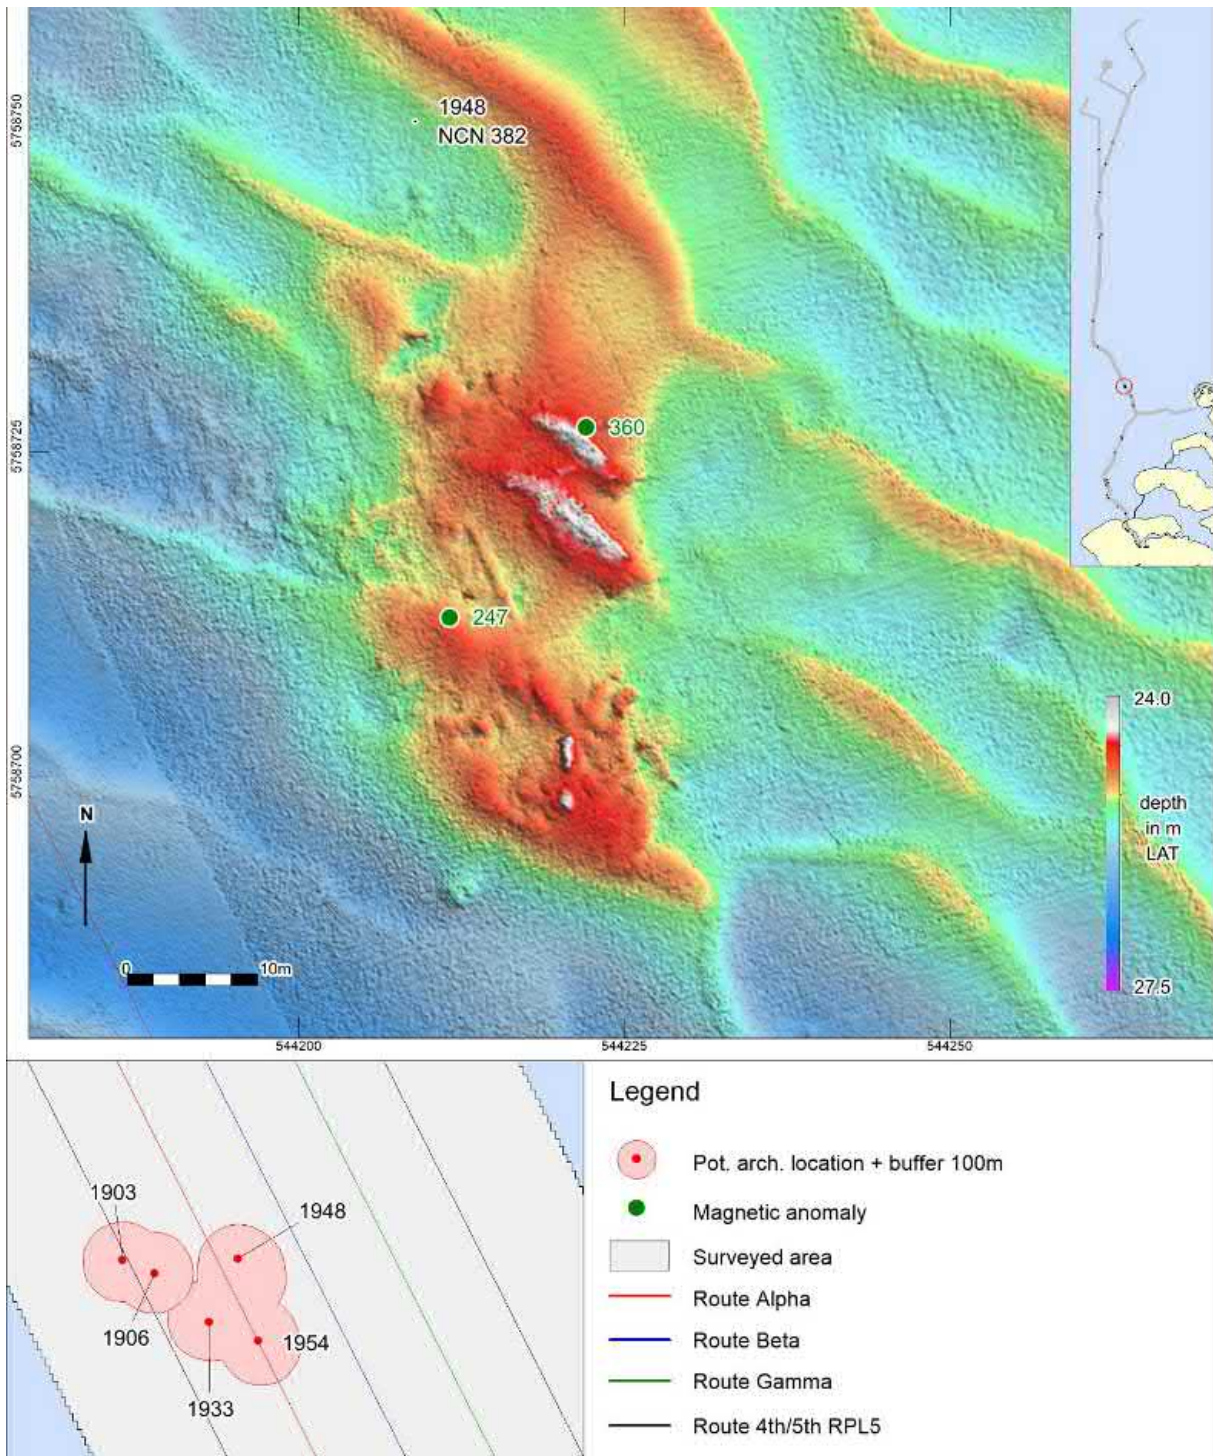 1948
NCN 382
5758750
360
5758725
247
24.0
5758700
N
depth
in m
LAT
0
10m
27.5
544200
544225
544250
Legend
Pot. arch. location + buffer 100m
1903
1948
Magnetic anomaly
Surveyed area
Route Alpha
1906
1954
Route Beta
Route Gamma
1933
Route 4th/5th RPL5